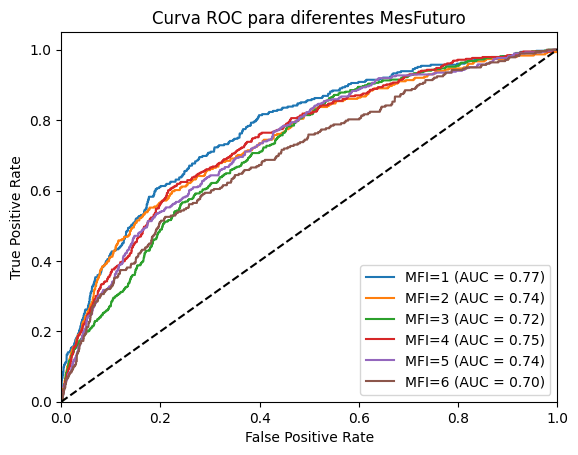 Curva ROC para diferentes MesFuturo
True Positive Rate
1.0
0.8
0.6
0.4
0.2
0.0
MFI=1 (AUC = 0.77)
MFI=2 (AUC = 0.74)
MFI=3 (AUC = 0.72)
MFI=4 (AUC = 0.75)
MFI=5 (AUC = 0.74)
MFI=6 (AUC = 0.70)
0.0 0.2 0.4 0.6 0.8 1.0
False Positive Rate